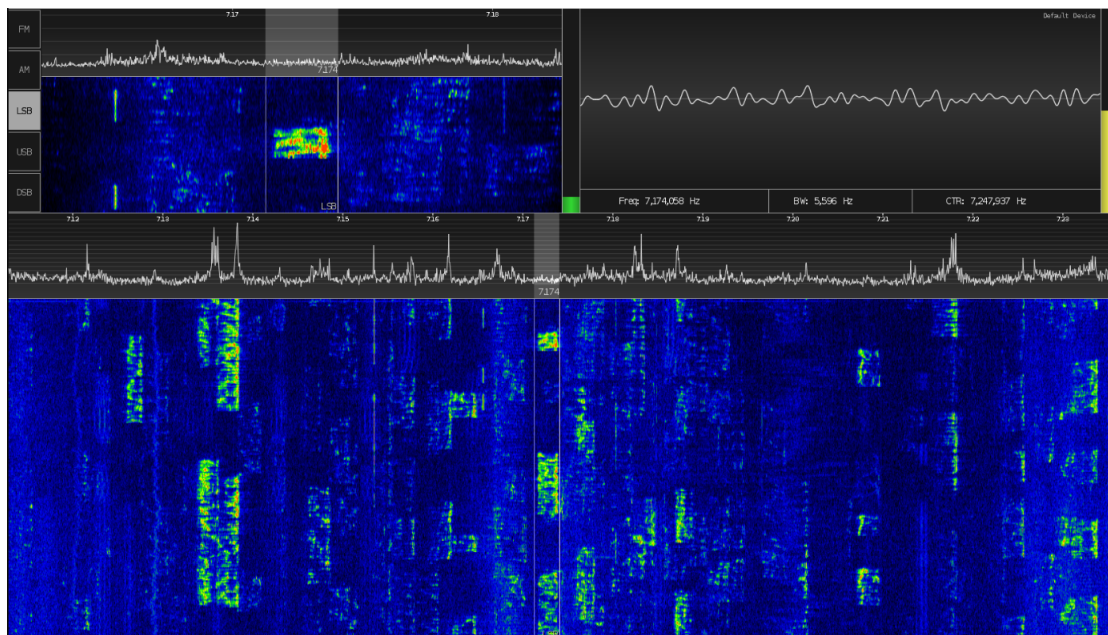 7.17 7.18 Default Device
FM
7.174
AM
LSB
USB
DSB
LSB
Freq: 7,174,058 Hz BW: 5,596 Hz CTR: 7,247,937 Hz
7.12 7.13 7.14 7.15 7.16 7.17 7.18 7.19 7.20 7.21 7.22 7.23
7.174